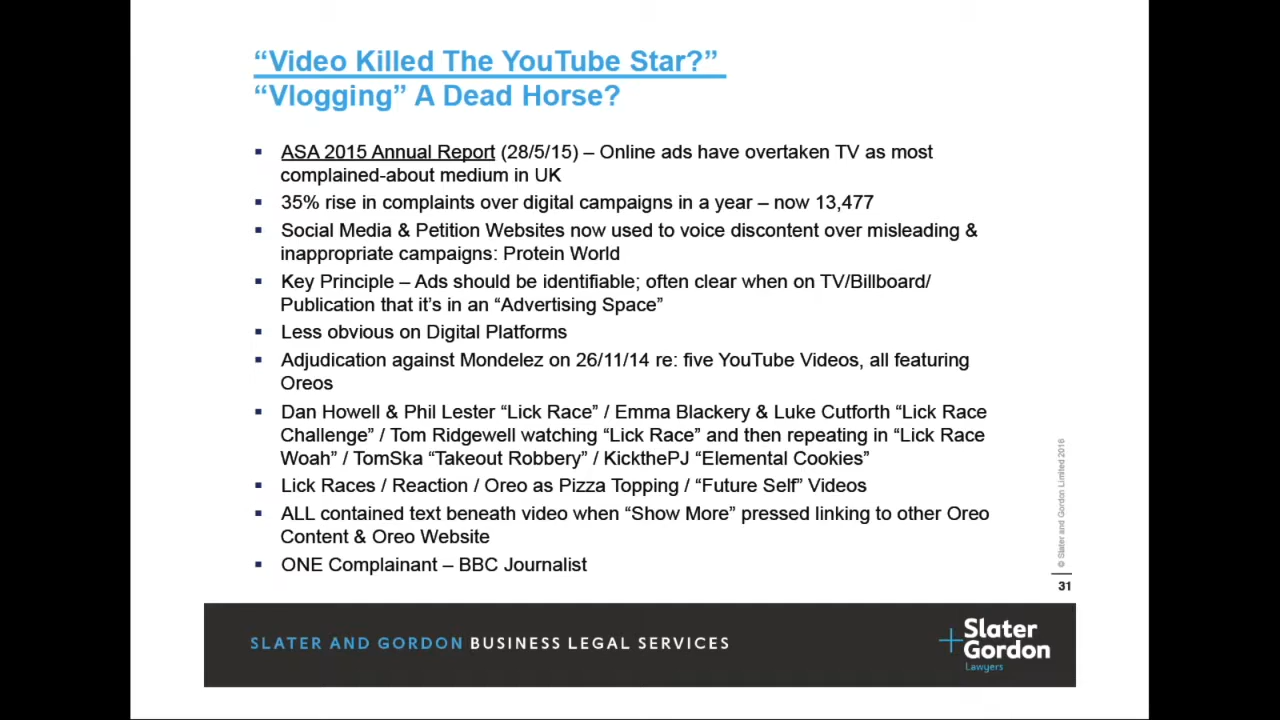 “Video Killed The YouTube Star?”
“Vlogging” A Dead Horse?
▪ ASA 2015 Annual Report (28/5/15) – Online ads have overtaken TV as most
complained-about medium in UK
▪ 35% rise in complaints over digital campaigns in a year – now 13,477
▪ Social Media & Petition Websites now used to voice discontent over misleading &
inappropriate campaigns: Protein World
▪ Key Principle – Ads should be identifiable; often clear when on TV/Billboard/
Publication that it’s in an “Advertising Space”
▪ Less obvious on Digital Platforms
▪ Adjudication against Mondelez on 26/11/14 re: five YouTube Videos, all featuring
Oreos
▪ Dan Howell & Phil Lester “Lick Race” / Emma Blackery & Luke Cutforth “Lick Race
Challenge” / Tom Ridgewell watching “Lick Race” and then repeating in “Lick Race
Woah” / TomSka “Takeout Robbery” / KickthePJ “Elemental Cookies”
▪ Lick Races / Reaction / Oreo as Pizza Topping / “Future Self” Videos
▪ ALL contained text beneath video when “Show More” pressed linking to other Oreo
Content & Oreo Website
▪ ONE Complainant – BBC Journalist
© Slater and Gordon Limited 2016
31
SLATER AND GORDON BUSINESS LEGAL SERVICES
Slater
Gordon
Lawyers